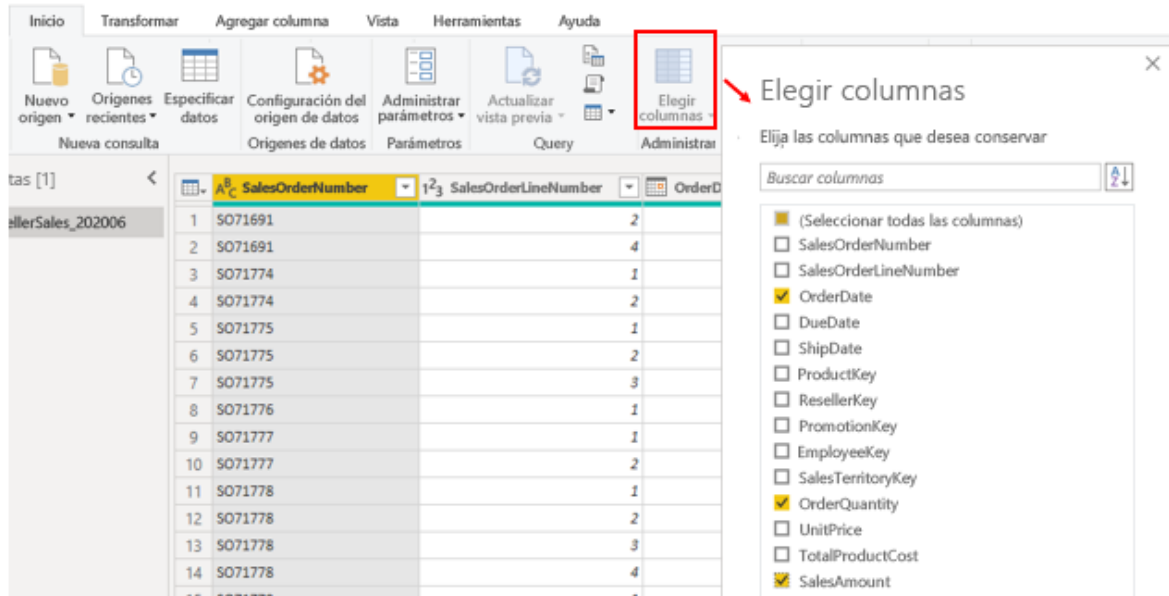 Inicio Transformar Agregar columna Vista Herramientas Ayuda
Nuevo origen
Orígenes recientes
Especificar datos
Configuración del origen de datos
Administrar parámetros
Actualizar vista previa
Elegir columnas
Nueva consulta Orígenes de datos Parámetros Query Administrar
tas [1]
ellerSales_202006
SalesOrderNumber 1²3 SalesOrderLineNumber OrderD
1 SO71691 2
2 SO71691 4
3 SO71774 1
4 SO71774 2
5 SO71775 1
6 SO71775 2
7 SO71775 3
8 SO71776 1
9 SO71777 1
10 SO71777 2
11 SO71778 1
12 SO71778 2
13 SO71778 3
14 SO71778 4
Elegir columnas
Elija las columnas que desea conservar
Buscar columnas
(Seleccionar todas las columnas)
SalesOrderNumber
SalesOrderLineNumber
OrderDate
DueDate
ShipDate
ProductKey
ResellerKey
PromotionKey
EmployeeKey
SalesTerritoryKey
OrderQuantity
UnitPrice
TotalProductCost
SalesAmount